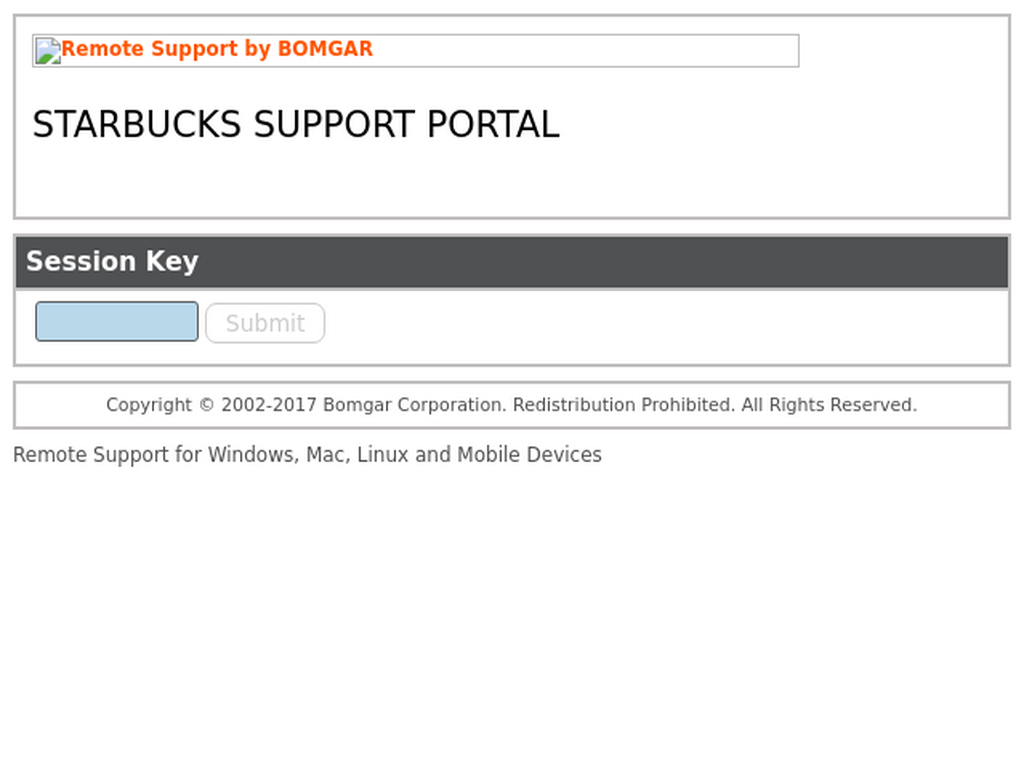 Remote Support by BOMGAR
STARBUCKS SUPPORT PORTAL
Session Key
Submit
Copyright © 2002-2017 Bomgar Corporation. Redistribution Prohibited. All Rights Reserved.
Remote Support for Windows, Mac, Linux and Mobile Devices